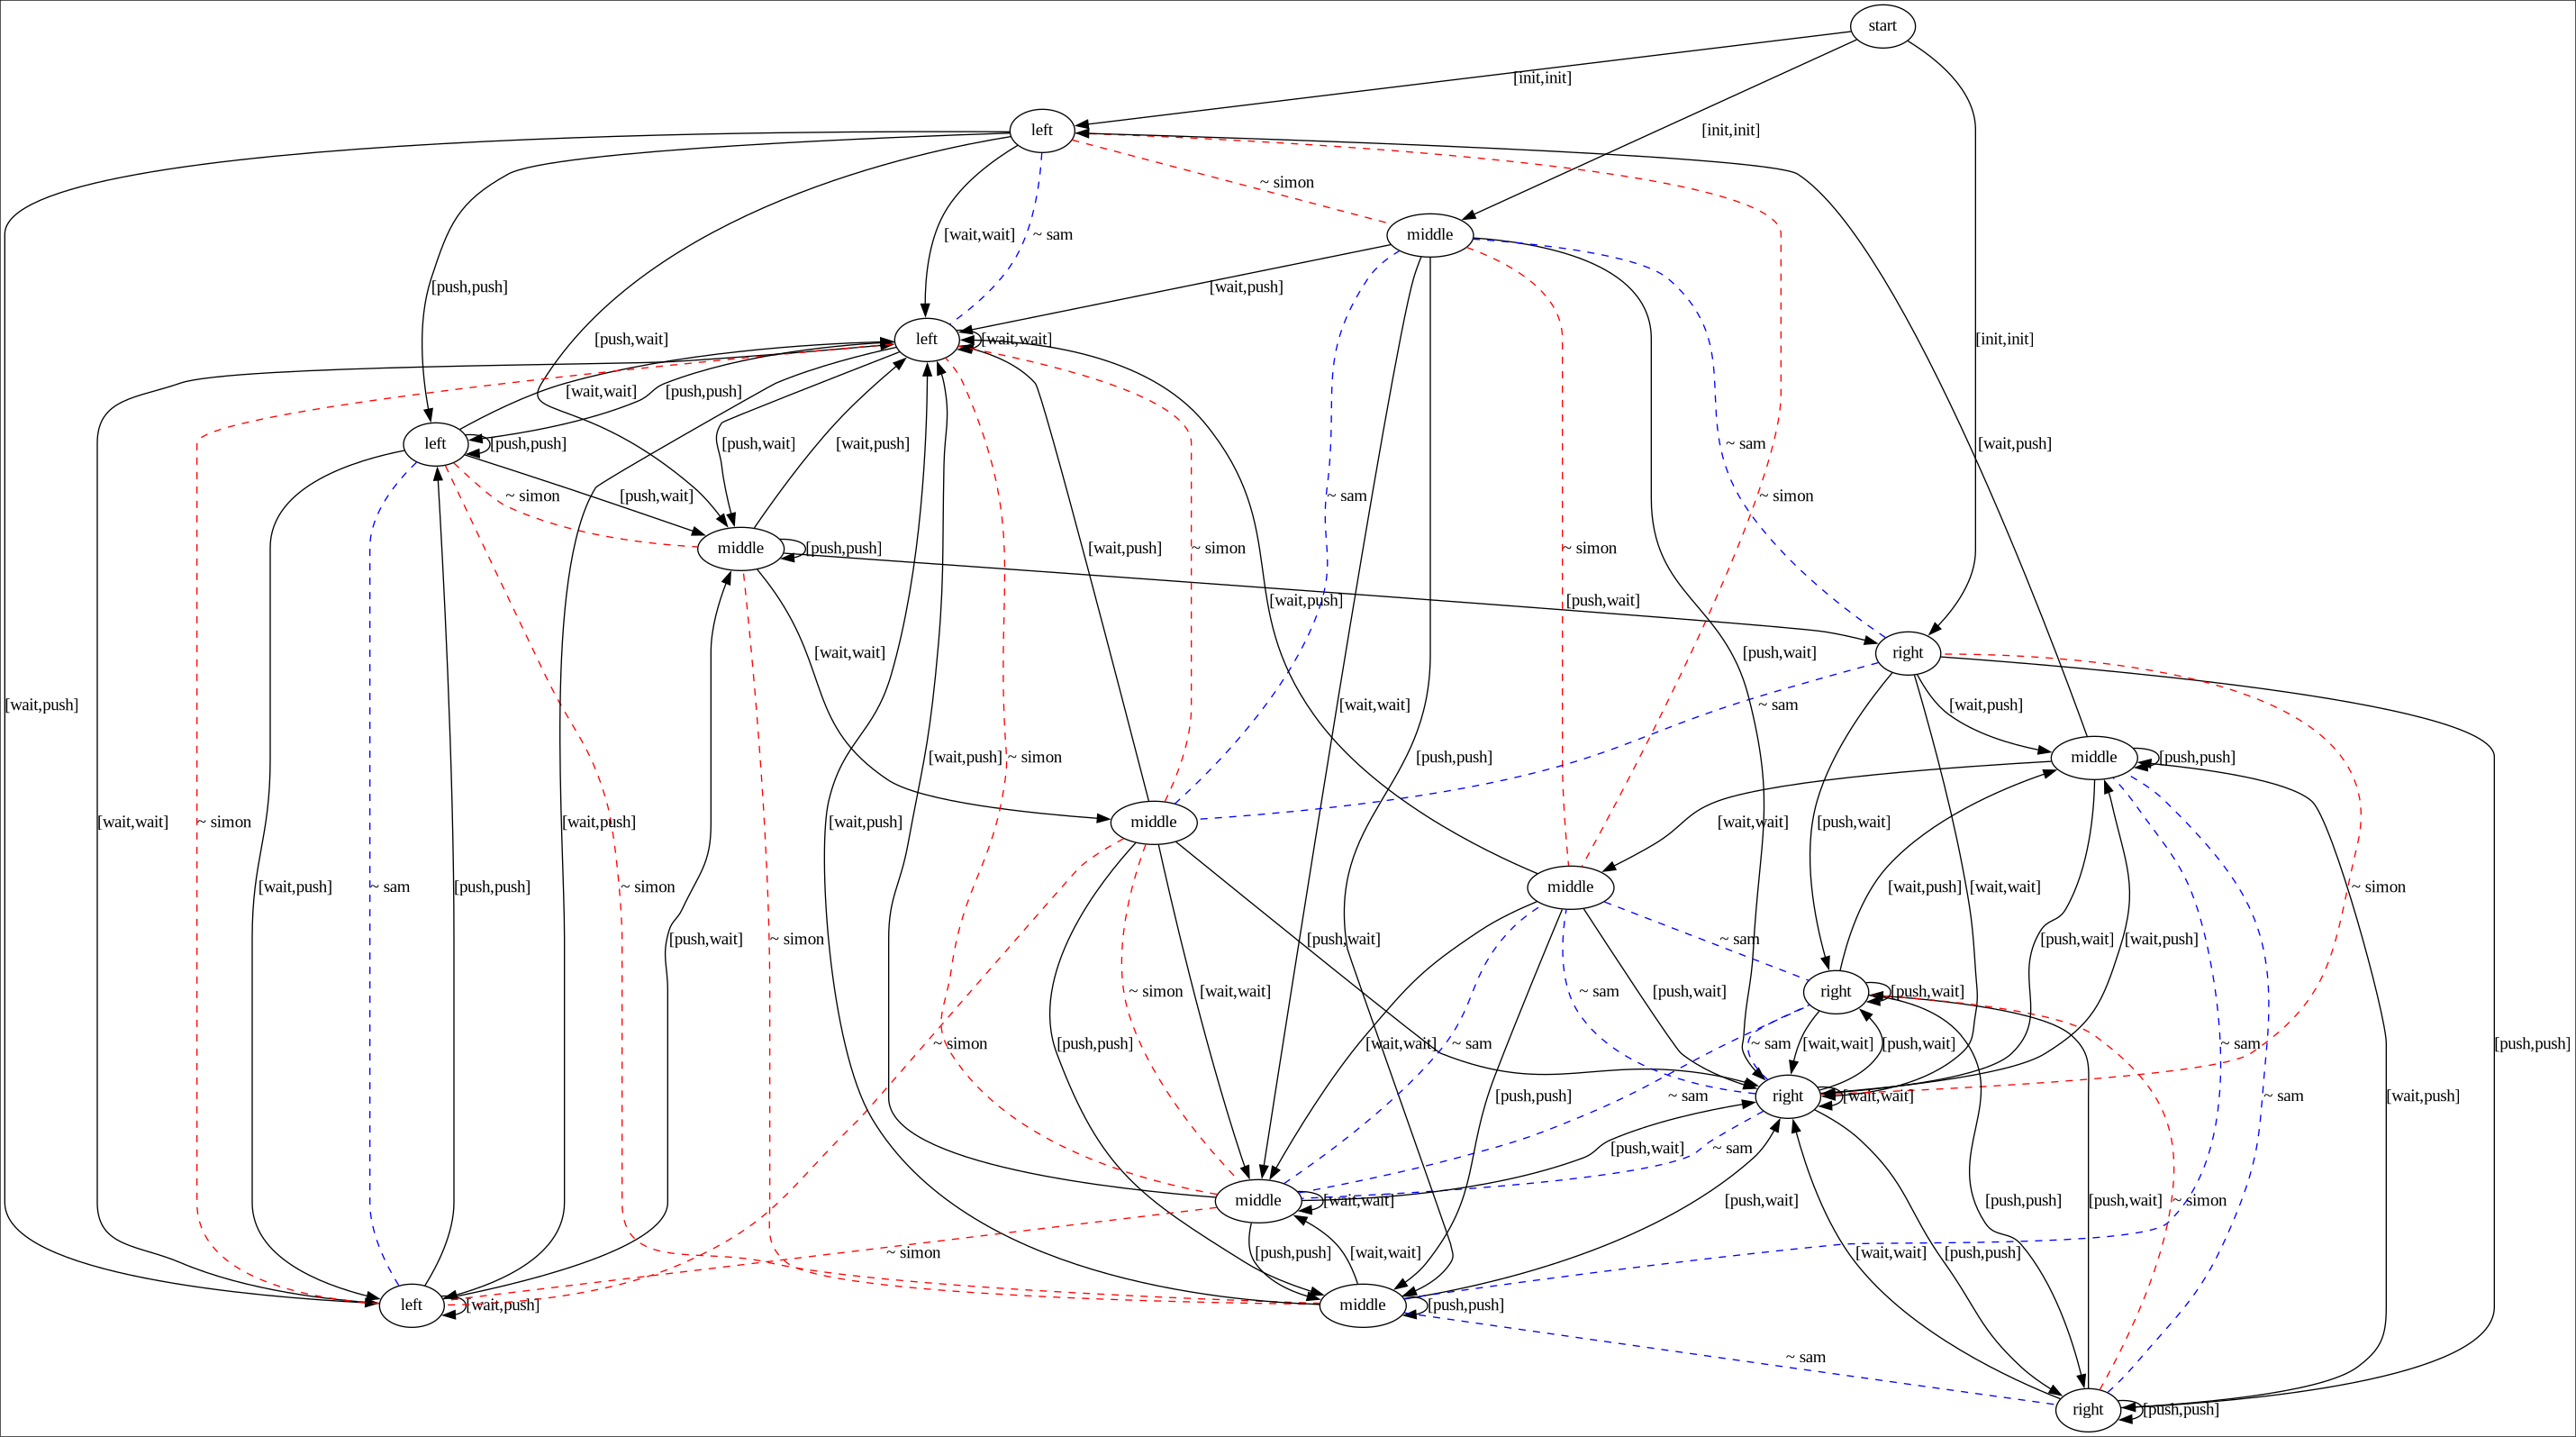 start
[init,init]
left
[init,init]
~ simon
middle
[wait,wait]
~ sam
[push,push]
[wait,push]
[push,wait]
left
[wait,wait]
[init,init]
[wait,wait]
[push,push]
left
[push,push]
[push,wait]
[wait,push]
~ sam
[wait,push]
~ simon
[push,wait]
~ sam
~ simon
middle
[push,push]
[wait,push]
~ simon
~ simon
[wait,push]
[push,wait]
[wait,wait]
[push,wait]
right
[wait,push]
[wait,wait]
~ sam
[wait,push]
[wait,push]
~ simon
[push,push]
middle
[push,push]
[wait,wait]
~ simon
[wait,push]
[wait,push]
middle
[wait,wait]
[push,wait]
[wait,push]
~ sam
[push,push]
~ simon
middle
[wait,push]
[wait,wait]
~ simon
[push,wait]
~ simon
[push,wait]
~ sam
[push,wait]
[wait,push]
~ simon
[wait,wait]
~ sam
[push,wait]
right
[push,wait]
~ simon
[push,push]
[wait,wait]
~ sam
~ sam
[wait,wait]
[push,wait]
~ sam
[push,push]
[push,push]
~ sam
right
[wait,wait]
~ sam
[wait,push]
[push,wait]
~ sam
middle
[wait,wait]
[push,wait]
[push,push]
[push,wait]
~ simon
~ simon
[push,push]
[wait,wait]
[wait,wait]
[push,push]
left
[wait,push]
middle
[push,push]
~ sam
right
[push,push]